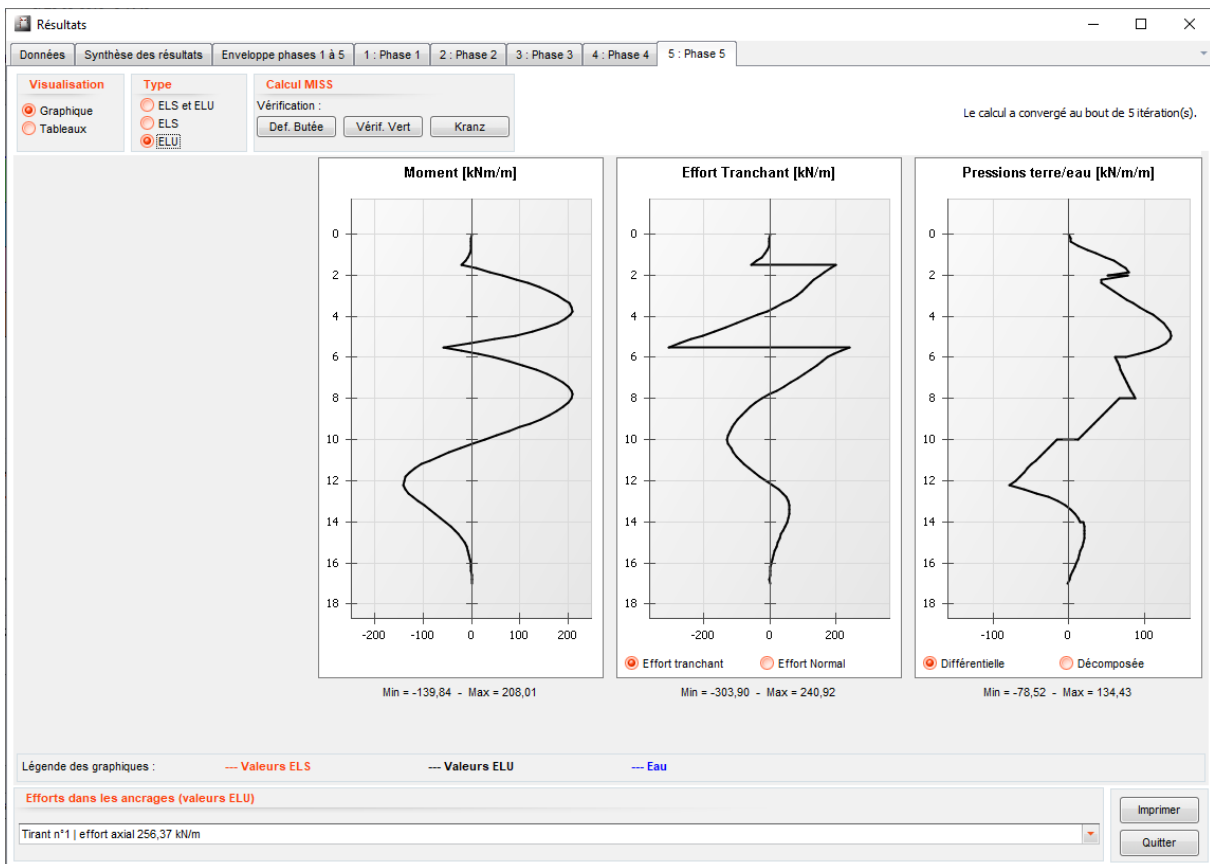 Résultats
Données Synthèse des résultats Enveloppe phases 1 à 5 1 : Phase 1 2 : Phase 2 3 : Phase 3 4 : Phase 4 5 : Phase 5
Visualisation Type Calcul MISS
Graphique ELS et ELU Vérification :
Tableaux ELS Def. Butée Vérif. Vert Kranz
ELU
Le calcul a convergé au bout de 5 itération(s).
Moment [kNm/m]
0
2
4
6
8
10
12
14
16
18
-200 -100 0 100 200
Min = -139,84 - Max = 208,01
Effort Tranchant [kN/m]
0
2
4
6
8
10
12
14
16
18
-200 0 200
Effort tranchant Effort Normal
Min = -303,90 - Max = 240,92
Pressions terre/eau [kN/m/m]
0
2
4
6
8
10
12
14
16
18
-100 0 100
Différentielle Décomposée
Min = -78,52 - Max = 134,43
Légende des graphiques : --- Valeurs ELS --- Valeurs ELU --- Eau
Efforts dans les ancrages (valeurs ELU)
Tirant n°1 | effort axial 256,37 kN/m
Imprimer
Quitter